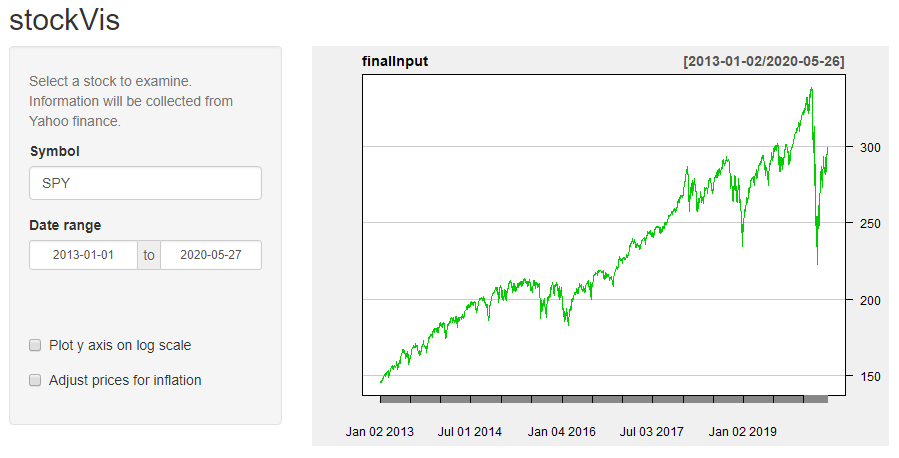 stockVis
Select a stock to examine.
Information will be collected from
Yahoo finance.
Symbol
SPY
Date range
2013-01-01 to 2020-05-27
Plot y axis on log scale
Adjust prices for inflation
finalInput [2013-01-02/2020-05-26]
300
250
200
150
Jan 02 2013 Jul 01 2014 Jan 04 2016 Jul 03 2017 Jan 02 2019